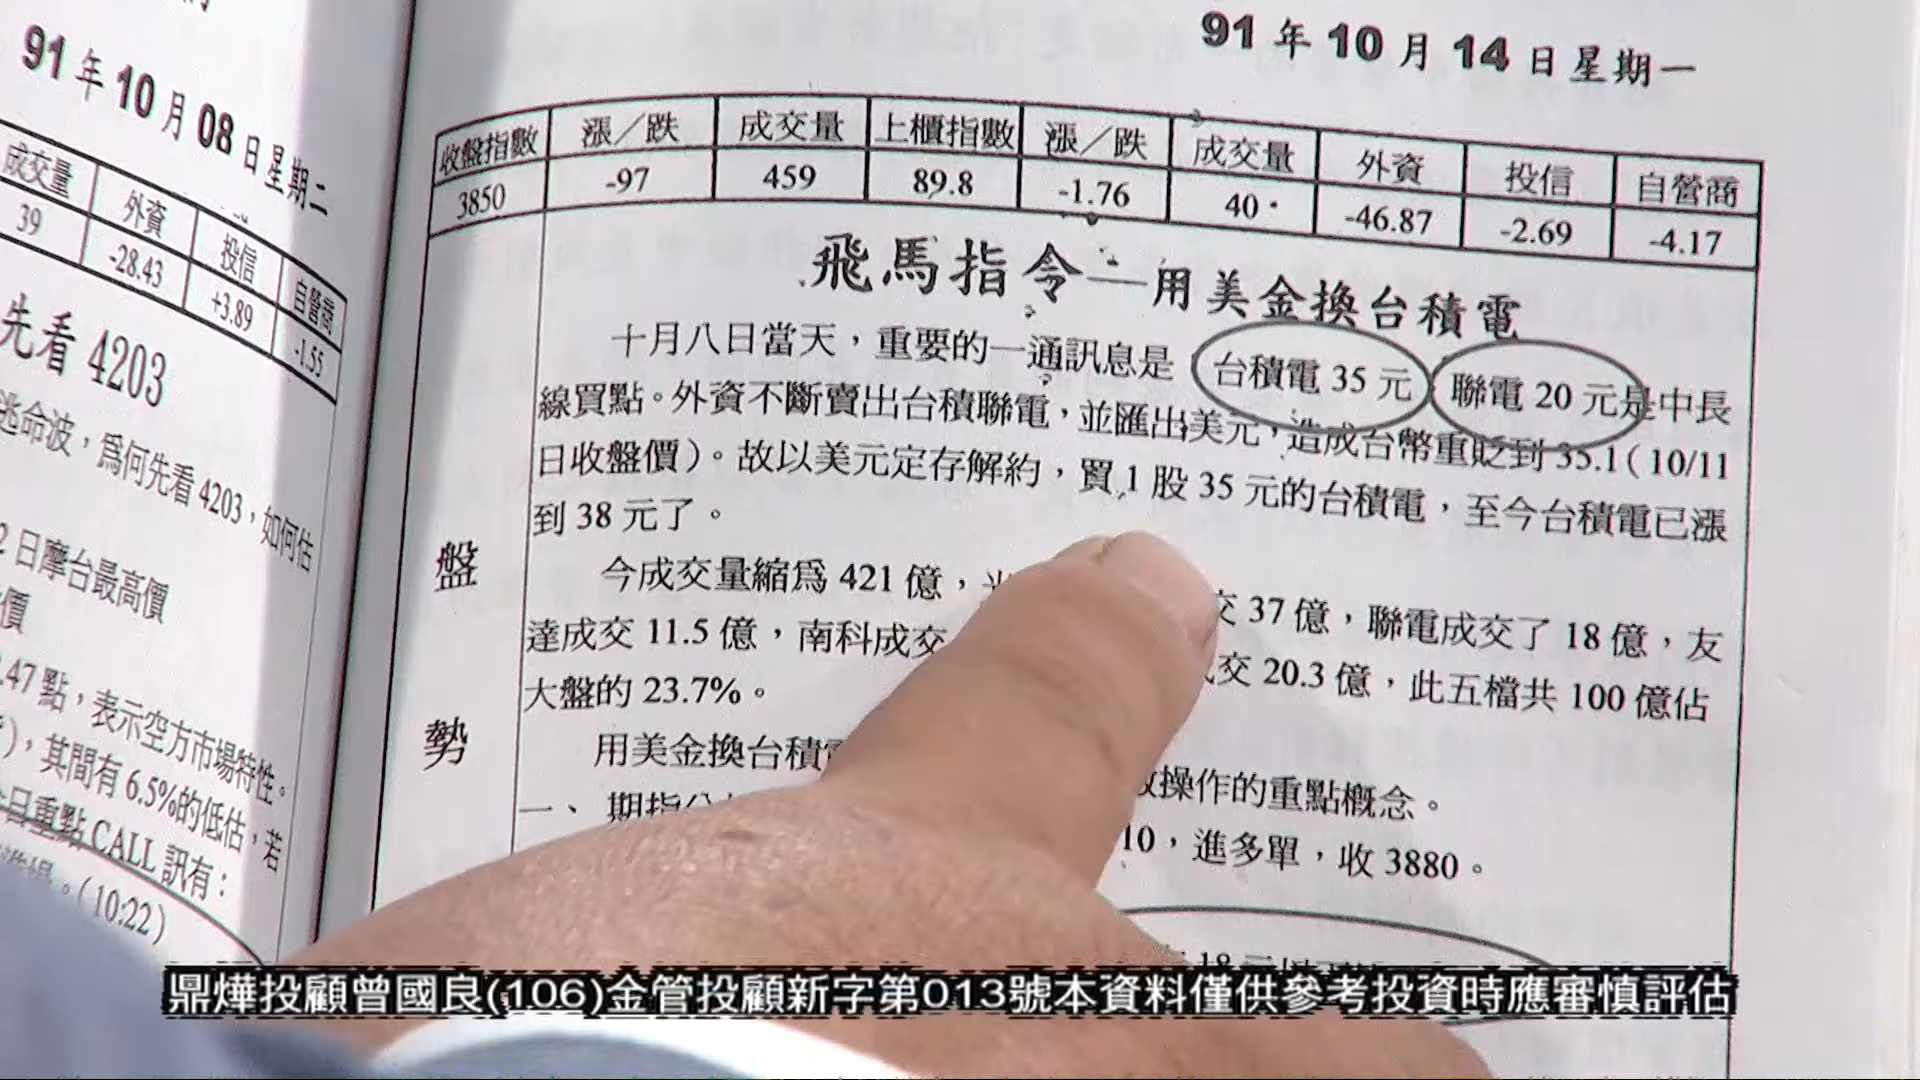 91年10月08日星期二
成交量 外資 投信 自營商
39 -28.43 +3.89 -1.55
先看 4203
逃命波，為何先看 4203，如何估
2 日摩台最高價
價
.47 點，表示空方市場特性。
)，其間有 6.5%的低估，若
今日重點 CALL 訊有：
。(10:22)
91年10月14日星期一
收盤指數 漲／跌 成交量 上櫃指數 漲／跌 成交量 外資 投信 自營商
3850 -97 459 89.8 -1.76 40 -46.87 -2.69 -4.17
盤勢
飛馬指令—用美金換台積電
十月八日當天，重要的一通訊息是 台積電 35 元 聯電 20 元是中長
線買點。外資不斷賣出台積聯電，並匯出美元，造成台幣重貶到 35.1(10/11
日收盤價)。故以美元定存解約，買 1 股 35 元的台積電，至今台積電已漲
到 38 元了。
今成交量縮為 421 億， 交 37 億，聯電成交了 18 億，友
達成交 11.5 億，南科成交 交 20.3 億，此五檔共 100 億佔
大盤的 23.7%。
用美金換台積電 操作的重點概念。
一、期指 10，進多單，收 3880。
18 元以
鼎燁投顧曾國良(106)金管投顧新字第013號本資料僅供參考投資時應審慎評估